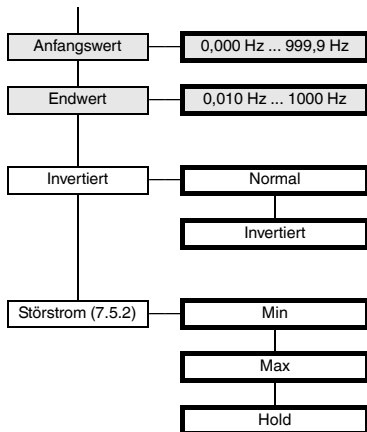 Anfangswert
0,000 Hz ... 999,9 Hz
Endwert
0,010 Hz ... 1000 Hz
Invertiert
Normal
Invertiert
Störstrom (7.5.2)
Min
Max
Hold